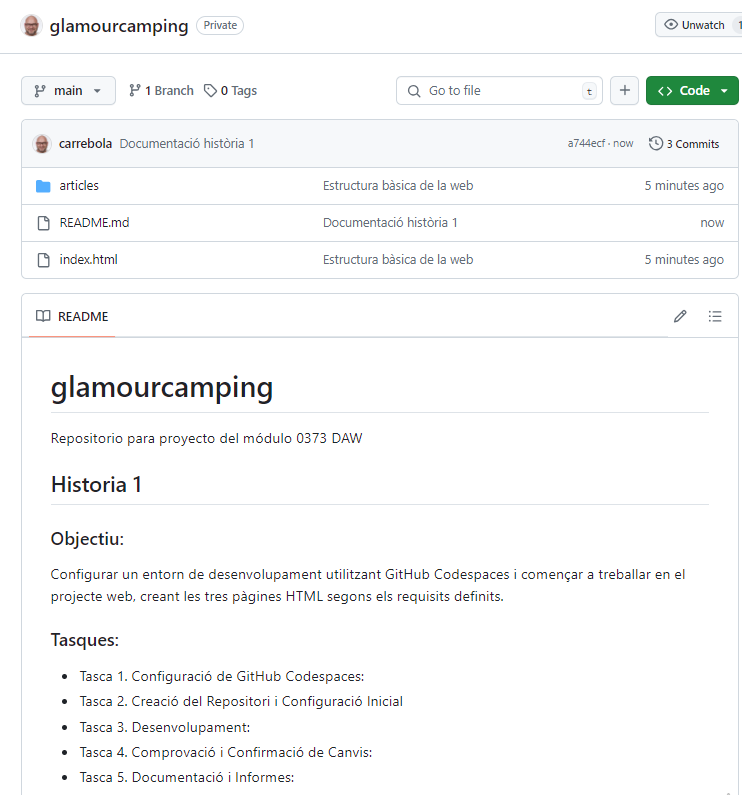 glamourcamping Private Unwatch 1
main 1 Branch 0 Tags Go to file t Code
carrebola Documentació història 1 a744ecf · now 3 Commits
articles Estructura bàsica de la web 5 minutes ago
README.md Documentació història 1 now
index.html Estructura bàsica de la web 5 minutes ago
README
glamourcamping
Repositorio para proyecto del módulo 0373 DAW
Historia 1
Objectiu:
Configurar un entorn de desenvolupament utilitzant GitHub Codespaces i començar a treballar en el
projecte web, creant les tres pàgines HTML segons els requisits definits.
Tasques:
• Tasca 1. Configuració de GitHub Codespaces:
• Tasca 2. Creació del Repositori i Configuració Inicial
• Tasca 3. Desenvolupament:
• Tasca 4. Comprovació i Confirmació de Canvis:
• Tasca 5. Documentació i Informes: